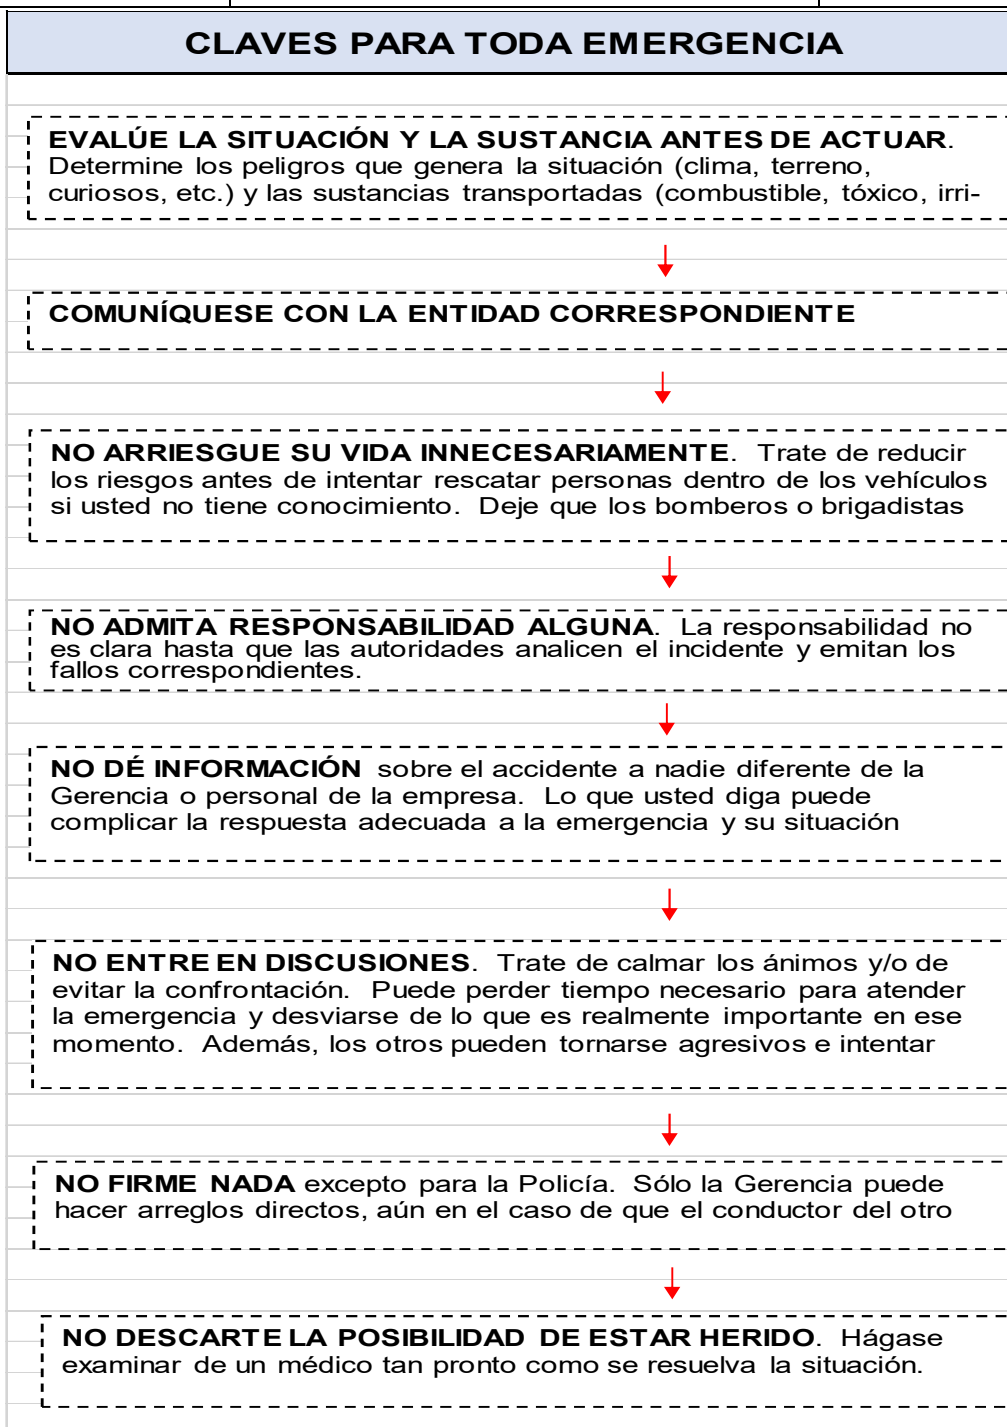 CLAVES PARA TODA EMERGENCIA
EVALÚE LA SITUACIÓN Y LA SUSTANCIA ANTES DE ACTUAR.
Determine los peligros que genera la situación (clima, terreno,
curiosos, etc.) y las sustancias transportadas (combustible, tóxico, irri-
COMUNÍQUESE CON LA ENTIDAD CORRESPONDIENTE
NO ARRIESGUE SU VIDA INNECESARIAMENTE. Trate de reducir
los riesgos antes de intentar rescatar personas dentro de los vehículos
si usted no tiene conocimiento. Deje que los bomberos o brigadistas
NO ADMITA RESPONSABILIDAD ALGUNA. La responsabilidad no
es clara hasta que las autoridades analicen el incidente y emitan los
fallos correspondientes.
NO DÉ INFORMACIÓN sobre el accidente a nadie diferente de la
Gerencia o personal de la empresa. Lo que usted diga puede
complicar la respuesta adecuada a la emergencia y su situación
NO ENTRE EN DISCUSIONES. Trate de calmar los ánimos y/o de
evitar la confrontación. Puede perder tiempo necesario para atender
la emergencia y desviarse de lo que es realmente importante en ese
momento. Además, los otros pueden tornarse agresivos e intentar
NO FIRME NADA excepto para la Policía. Sólo la Gerencia puede
hacer arreglos directos, aún en el caso de que el conductor del otro
NO DESCARTE LA POSIBILIDAD DE ESTAR HERIDO. Hágase
examinar de un médico tan pronto como se resuelva la situación.